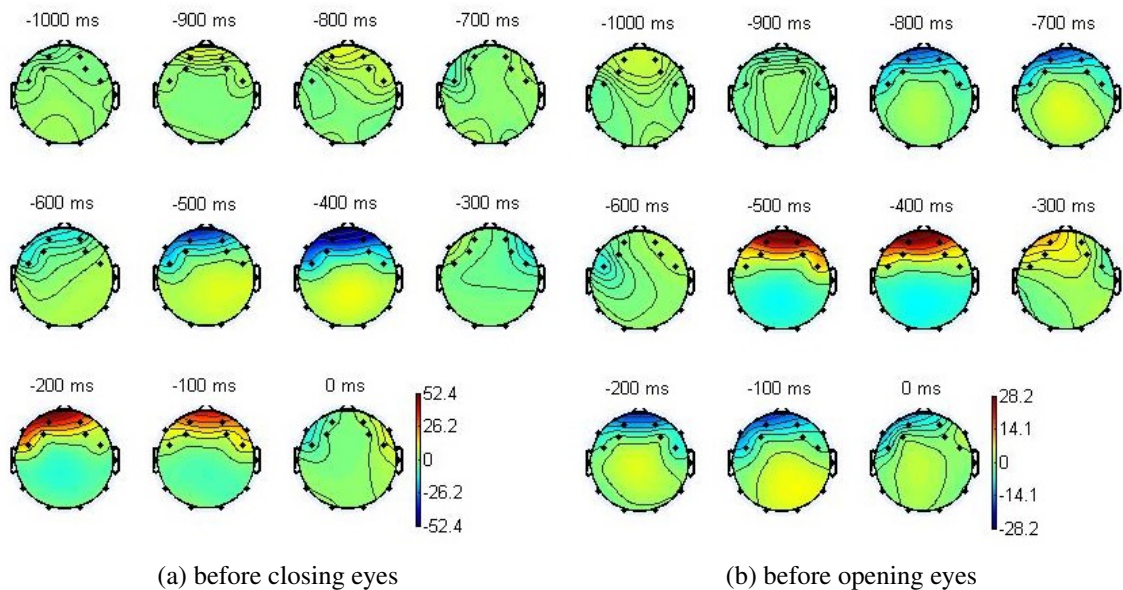 -1000 ms -900 ms -800 ms -700 ms
-600 ms -500 ms -400 ms -300 ms
-200 ms -100 ms 0 ms
52.4
26.2
0
-26.2
-52.4
(a) before closing eyes
-1000 ms -900 ms -800 ms -700 ms
-600 ms -500 ms -400 ms -300 ms
-200 ms -100 ms 0 ms
28.2
14.1
0
-14.1
-28.2
(b) before opening eyes